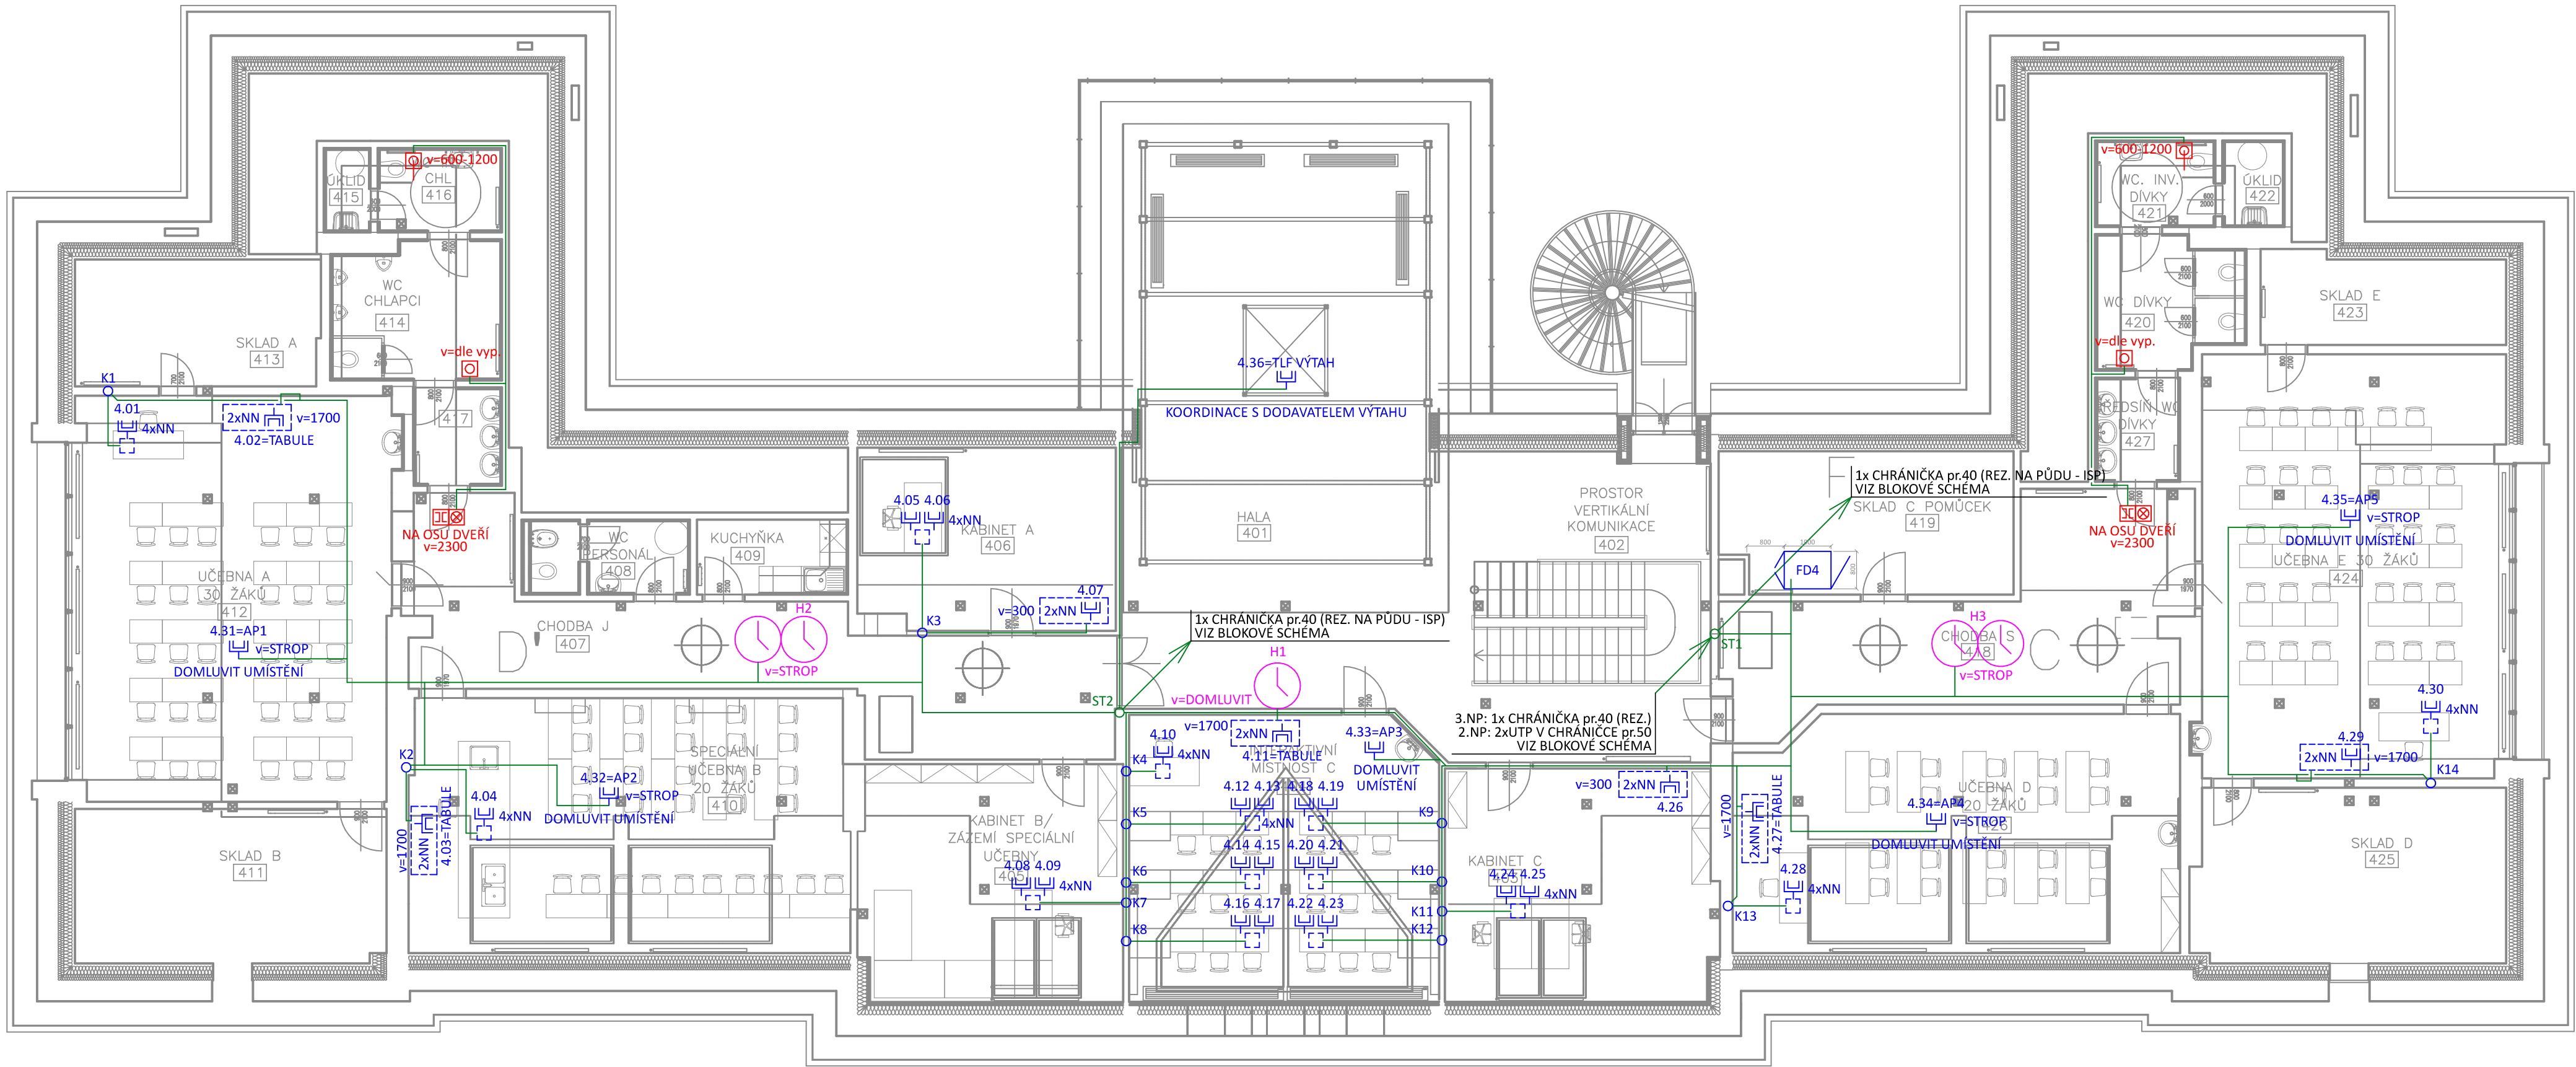 ÚKLID
415
v=600-1200
CHL
416
WC
CHLAPCI
414
v=dle vyp.
SKLAD A
413
K1
4.01
4xNN
2xNN
v=1700
4.02=TABULE
417
NA OSU DVEŘÍ
v=2300
UČEBNA A
30 ŽÁKŮ
412
4.31=AP1
v=STROP
DOMLUVIT UMÍSTĚNÍ
SKLAD B
411
WC
PERSONÁL
408
KUCHYŇKA
409
CHODBA J
407
H2
v=STROP
4.05 4.06
4xNN
KABINET A
406
K3
4.07
v=300
2xNN
K2
v=1700
2xNN
4.03=TABULE
4.04
4xNN
SPECIÁLNÍ
UČEBNA B
20 ŽÁKŮ
410
4.32=AP2
v=STROP
DOMLUVIT UMÍSTĚNÍ
KABINET B/
ZÁZEMÍ SPECIÁLNÍ
UČEBNY
405
4.08 4.09
4xNN
4.36=TLF VÝTAH
KOORDINACE S DODAVATELEM VÝTAHU
HALA
401
1x CHRÁNIČKA pr.40 (REZ. NA PŮDU - ISP)
VIZ BLOKOVÉ SCHÉMA
ST2
H1
v=DOMLUVIT
PROSTOR
VERTIKÁLNÍ
KOMUNIKACE
402
3.NP: 1x CHRÁNIČKA pr.40 (REZ.)
2.NP: 2xUTP V CHRÁNIČCE pr.50
VIZ BLOKOVÉ SCHÉMA
ST1
v=1700
2xNN
4.11=TABULE
INTERAKTIVNÍ
MÍSTNOST C
4.10
4xNN
4.33=AP3
DOMLUVIT
UMÍSTĚNÍ
K4
K5
K6
K7
K8
K9
K10
K11
K12
4.12 4.13 4.18 4.19
4xNN
4.14 4.15 4.20 4.21
4.16 4.17 4.22 4.23
v=300
2xNN
4.26
KABINET C
4.24 4.25
4xNN
1x CHRÁNIČKA pr.40 (REZ. NA PŮDU - ISP)
VIZ BLOKOVÉ SCHÉMA
SKLAD C POMŮCEK
419
800
1000
800
FD4
H3
CHODBA S
418
v=STROP
v=1700
2xNN
4.27=TABULE
K13
4.28
4xNN
UČEBNA D
20 ŽÁKŮ
426
4.34=AP4
v=STROP
DOMLUVIT UMÍSTĚNÍ
v=600-1200
WC. INV.
DÍVKY
421
ÚKLID
422
WC DÍVKY
420
v=dle vyp.
PŘEDSÍŇ WC
DÍVKY
427
NA OSU DVEŘÍ
v=2300
SKLAD E
423
4.35=AP5
v=STROP
DOMLUVIT UMÍSTĚNÍ
UČEBNA E 30 ŽÁKŮ
424
4.30
4xNN
4.29
2xNN
v=1700
K14
SKLAD D
425